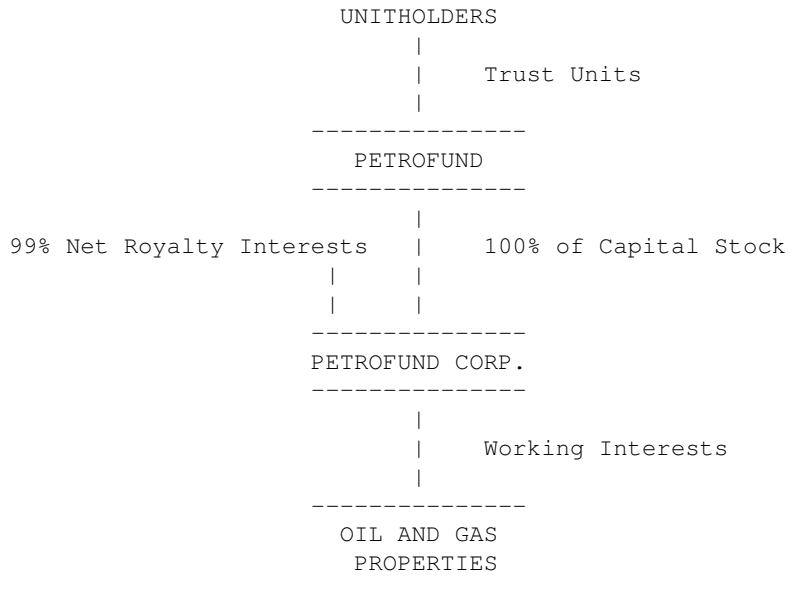 UNITHOLDERS
Trust Units
PETROFUND
99% Net Royalty Interests 100% of Capital Stock
PETROFUND CORP.
Working Interests
OIL AND GAS
PROPERTIES